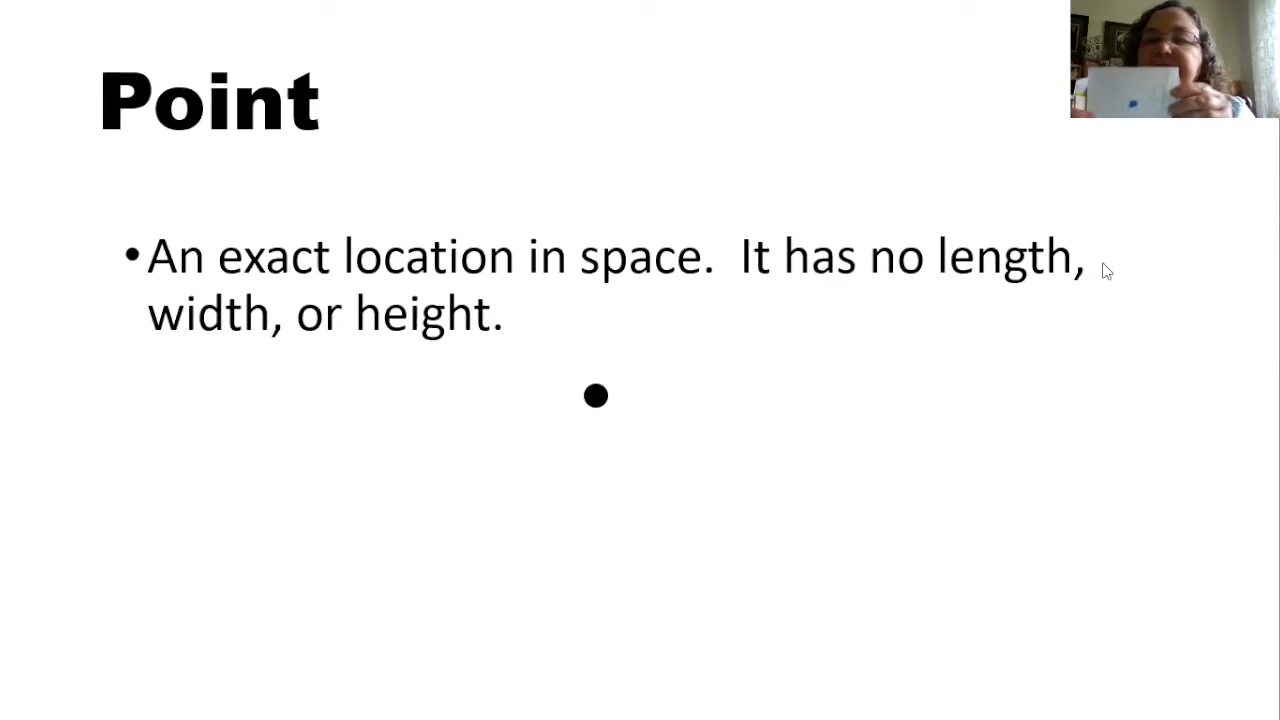 Point
•An exact location in space.  It has no length,
width, or height.